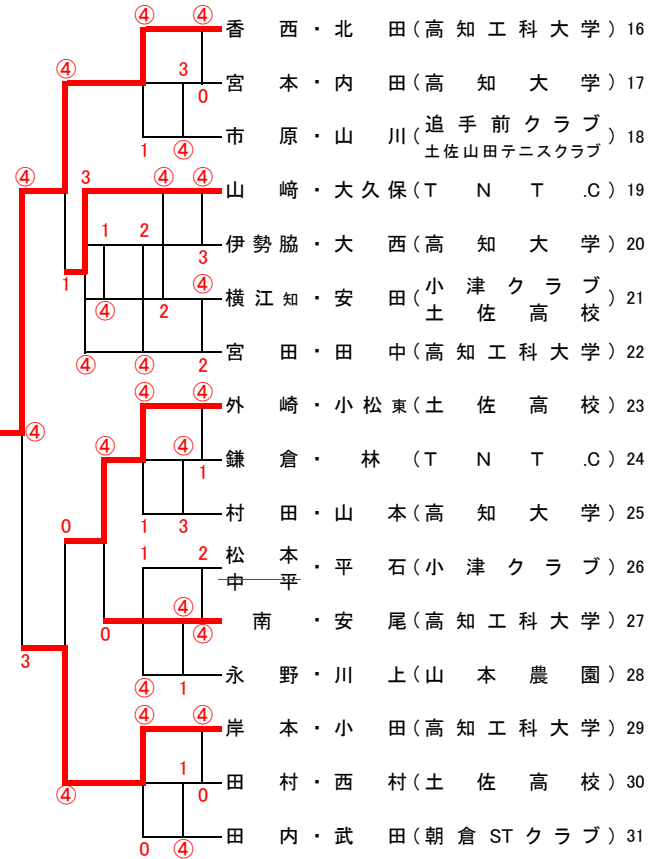 ④ ④ 香西・北田(高知工科大学) 16
④ 3 0 宮本・内田(高知大学) 17
1 ④ 市原・山川(追手前クラブ 土佐山田テニスクラブ) 18
④ 3 ④ ④ 山﨑・大久保(TNT.C) 19
1 2 3 伊勢脇・大西(高知大学) 20
1 ④ 2 ④ 横江知・安田(小津クラブ 土佐高校) 21
④ ④ 2 宮田・田中(高知工科大学) 22
④ ④ 外崎・小松東(土佐高校) 23
④ ④ ④ 1 鎌倉・林(TNT.C) 24
1 3 村田・山本(高知大学) 25
0 1 2 松本 中平・平石(小津クラブ) 26
0 ④ ④ 南・安尾(高知工科大学) 27
3 ④ 1 永野・川上(山本農園) 28
④ ④ 岸本・小田(高知工科大学) 29
④ 1 0 田村・西村(土佐高校) 30
0 ④ 田内・武田(朝倉STクラブ) 31